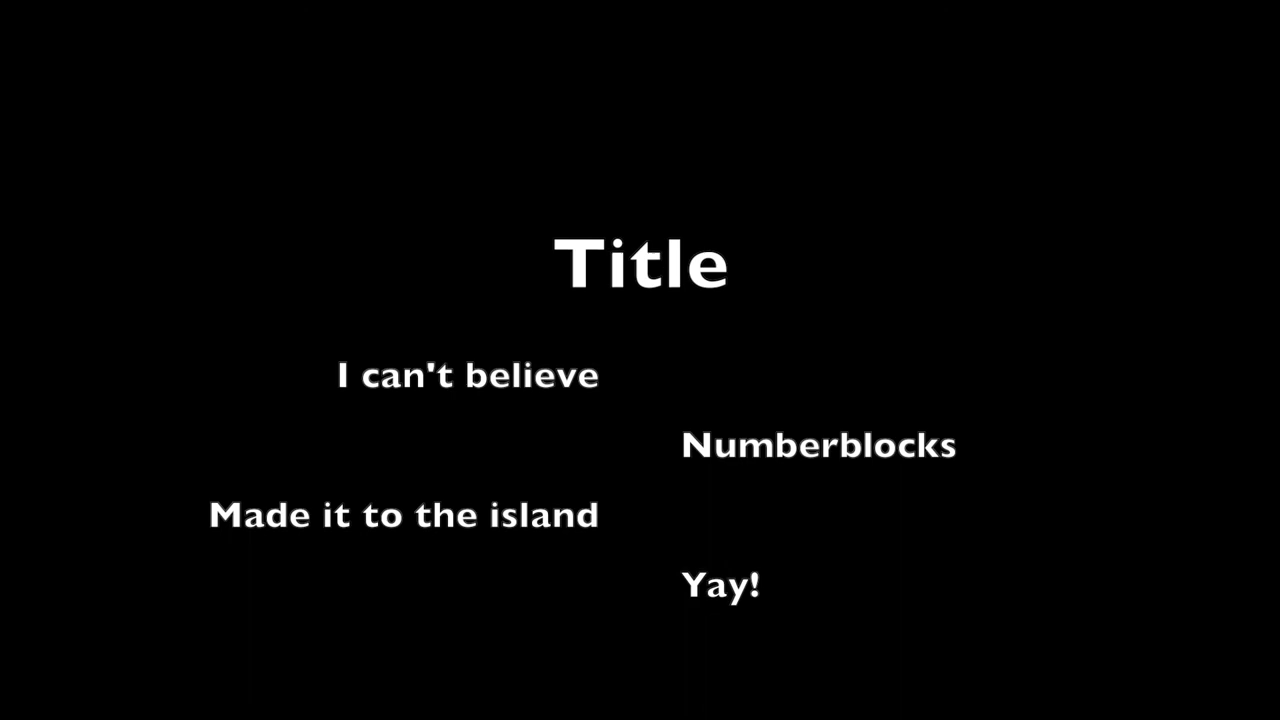 Title
I can't believe
Numberblocks
Made it to the island
Yay!